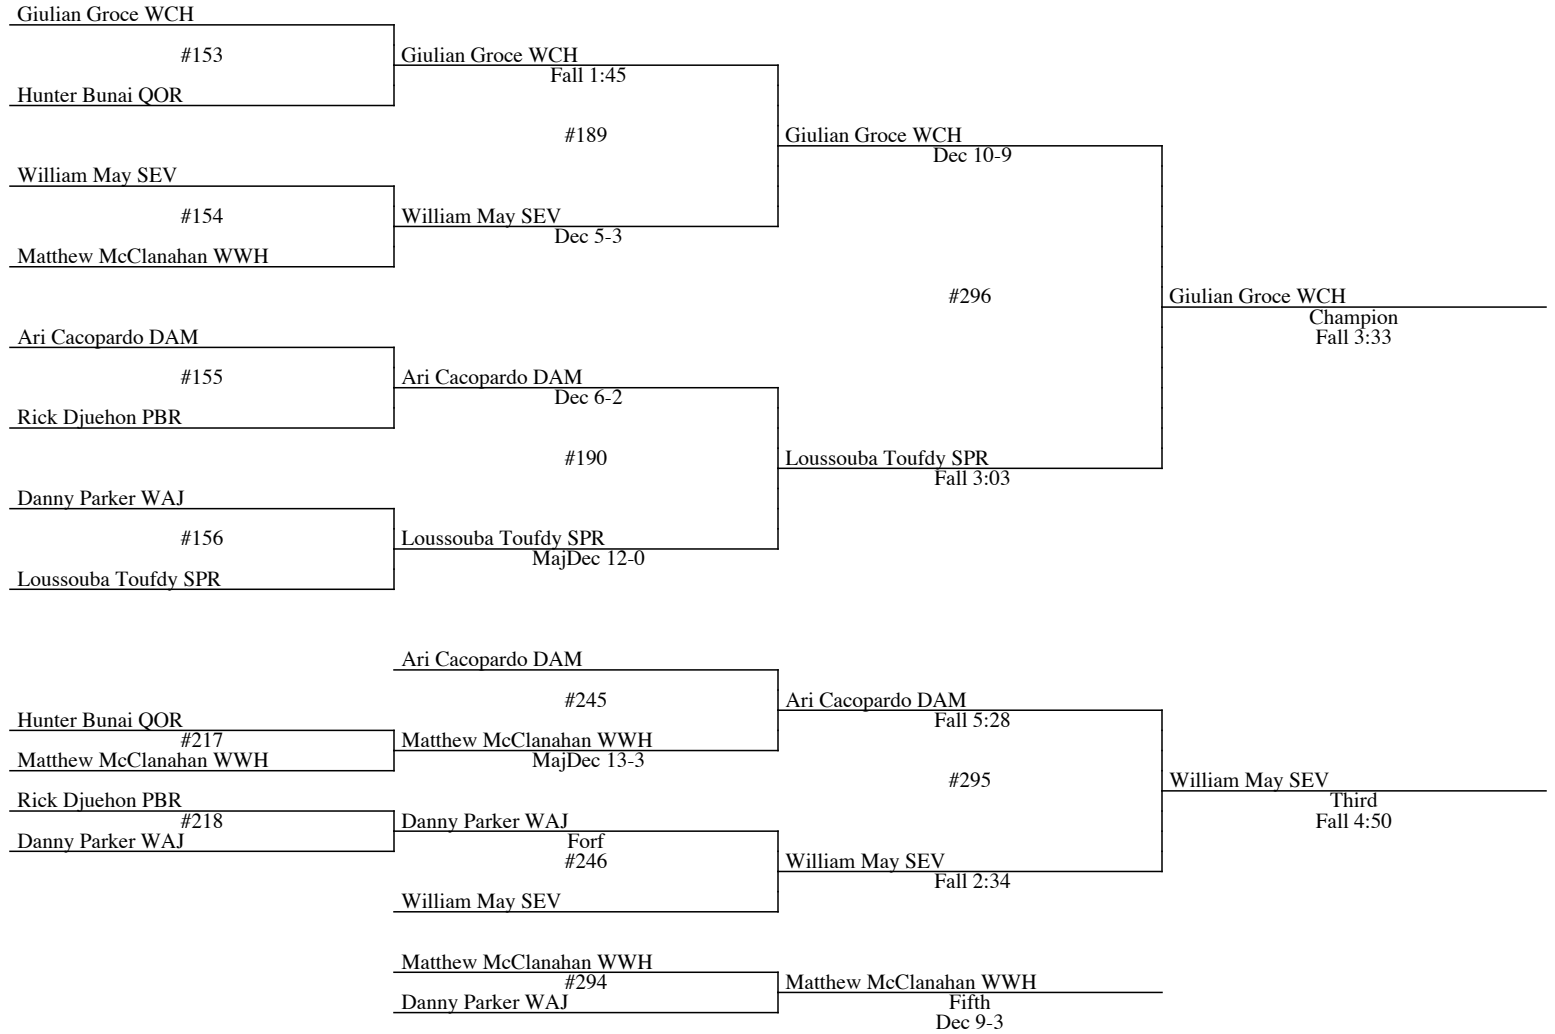 Giulian Groce WCH
#153
Giulian Groce WCH
Fall 1:45
Hunter Bunai QOR
#189
Giulian Groce WCH
Dec 10-9
William May SEV
#154
William May SEV
Dec 5-3
Matthew McClanahan WWH
#296
Giulian Groce WCH
Champion
Fall 3:33
Ari Cacopardo DAM
#155
Ari Cacopardo DAM
Dec 6-2
Rick Djuehon PBR
#190
Loussouba Toufdy SPR
Fall 3:03
Danny Parker WAJ
#156
Loussouba Toufdy SPR
MajDec 12-0
Loussouba Toufdy SPR
Ari Cacopardo DAM
#245
Ari Cacopardo DAM
Fall 5:28
Hunter Bunai QOR
#217
Matthew McClanahan WWH
MajDec 13-3
Matthew McClanahan WWH
#295
William May SEV
Third
Fall 4:50
Rick Djuehon PBR
#218
Danny Parker WAJ
Forf
Danny Parker WAJ
#246
William May SEV
Fall 2:34
William May SEV
Matthew McClanahan WWH
#294
Matthew McClanahan WWH
Fifth
Dec 9-3
Danny Parker WAJ